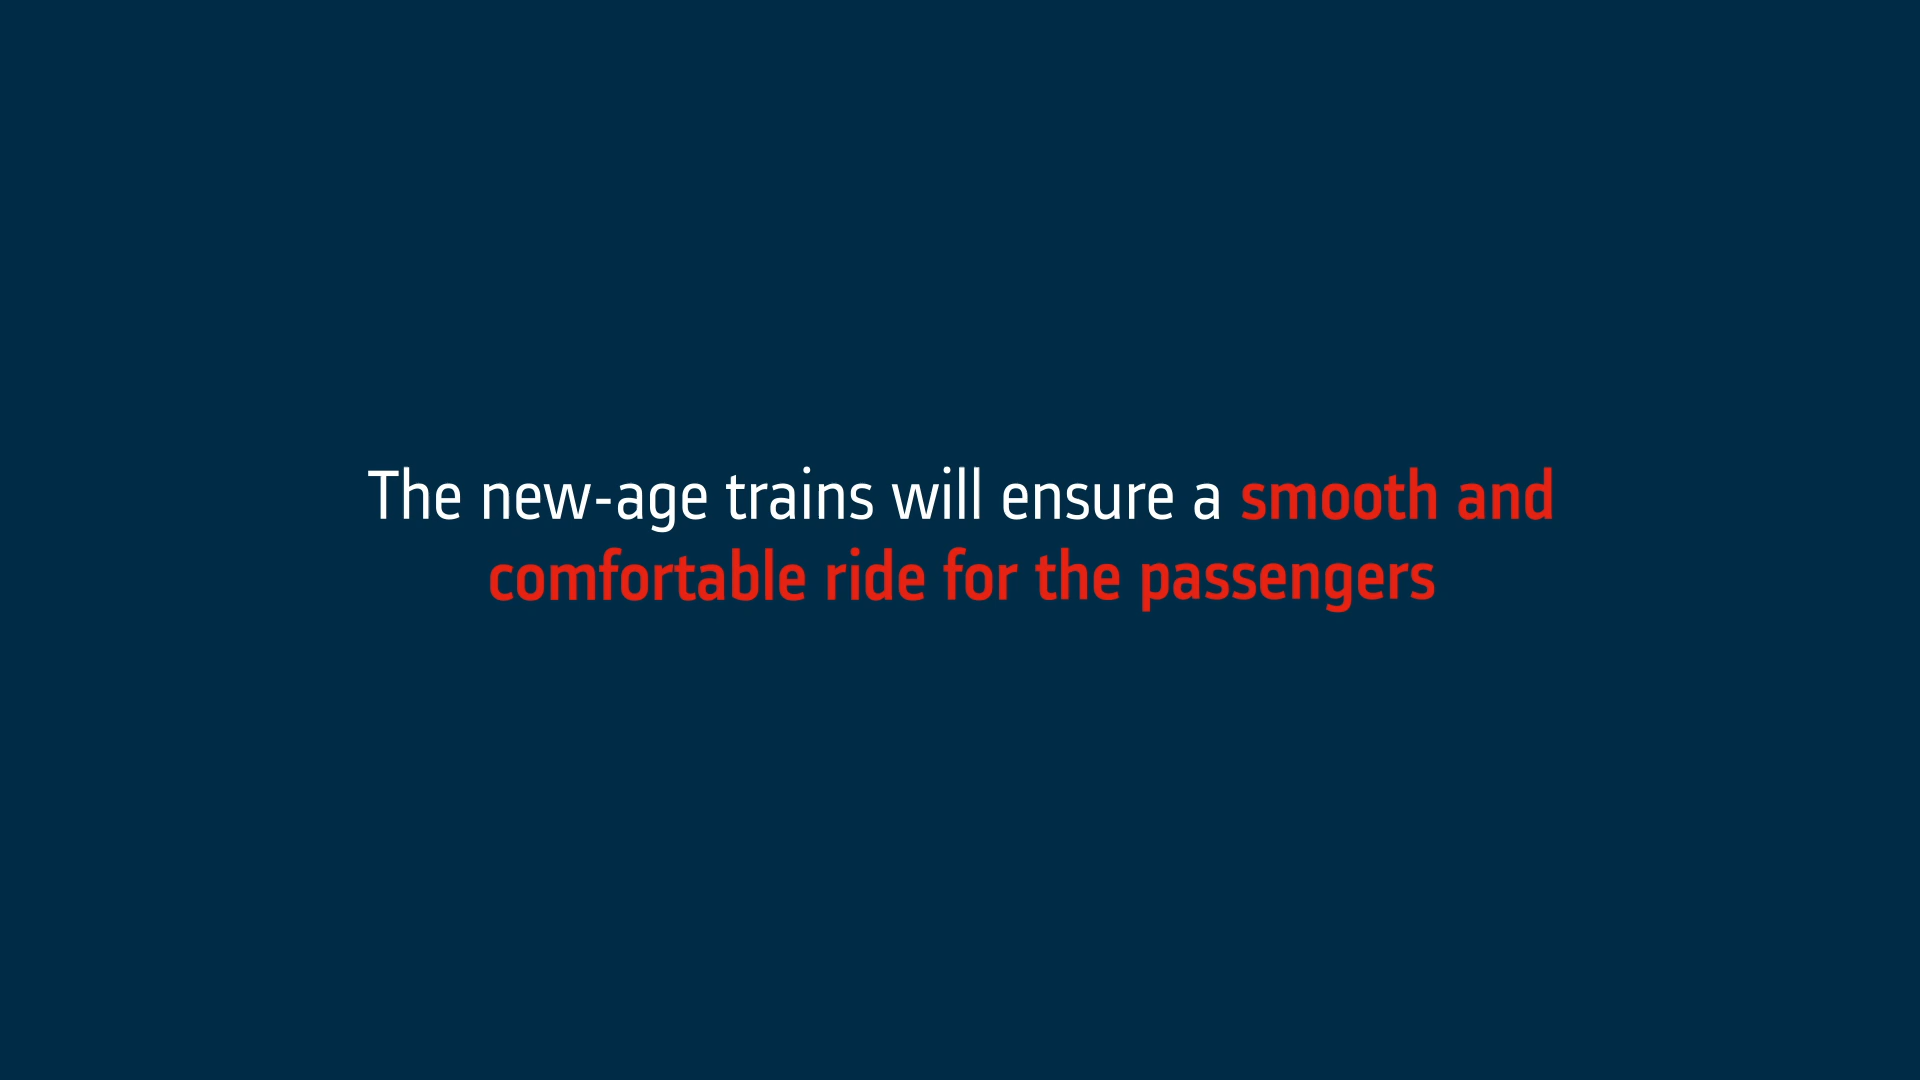 The new-age trains will ensure a smooth and
comfortable ride for the passengers